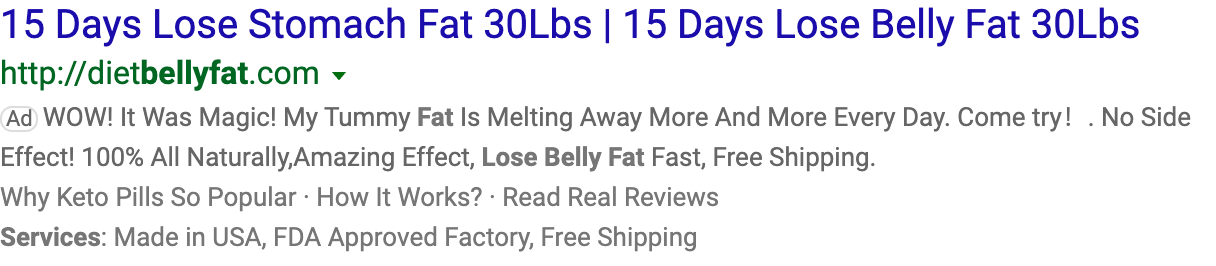 15 Days Lose Stomach Fat 30Lbs | 15 Days Lose Belly Fat 30Lbs
http://dietbellyfat.com
Ad WOW! It Was Magic! My Tummy Fat Is Melting Away More And More Every Day. Come try！ . No Side
Effect! 100% All Naturally,Amazing Effect, Lose Belly Fat Fast, Free Shipping.
Why Keto Pills So Popular · How It Works? · Read Real Reviews
Services: Made in USA, FDA Approved Factory, Free Shipping